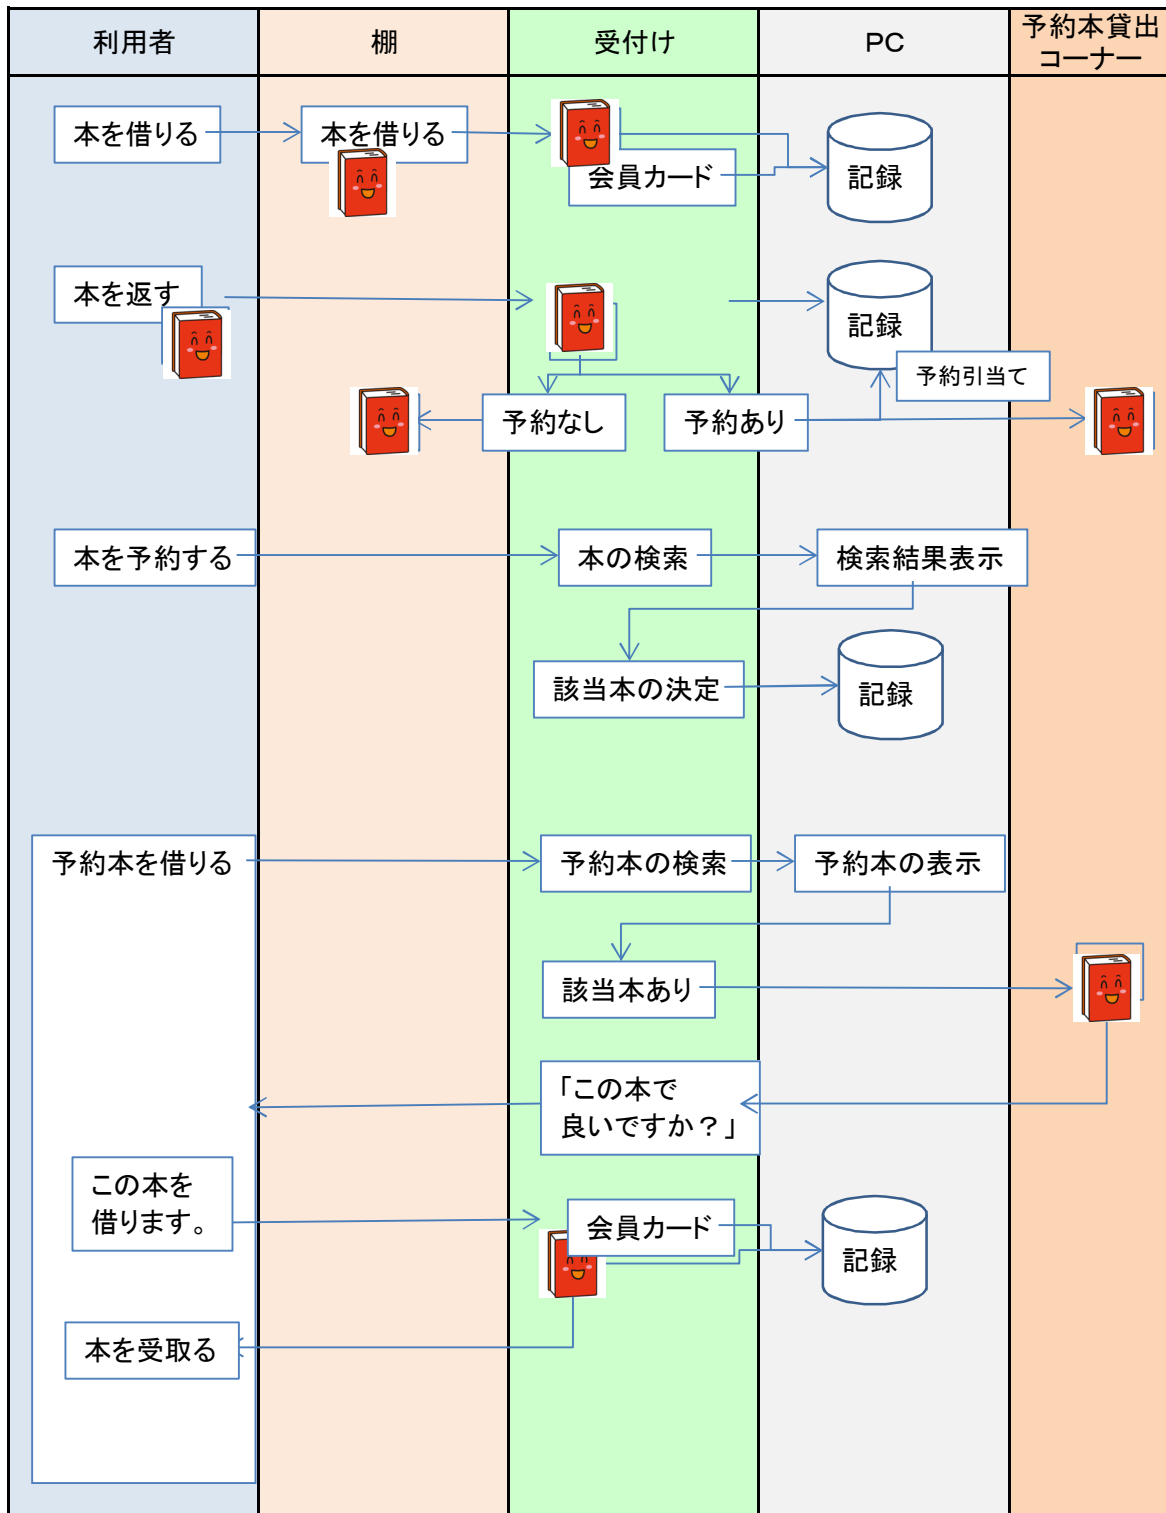 利用者
棚
受付け
PC
予約本貸出
コーナー
本を借りる
本を借りる
会員カード
記録
本を返す
記録
予約引当て
予約なし
予約あり
本を予約する
本の検索
検索結果表示
該当本の決定
記録
予約本を借りる
予約本の検索
予約本の表示
該当本あり
「この本で
良いですか？」
この本を
借ります。
会員カード
記録
本を受取る